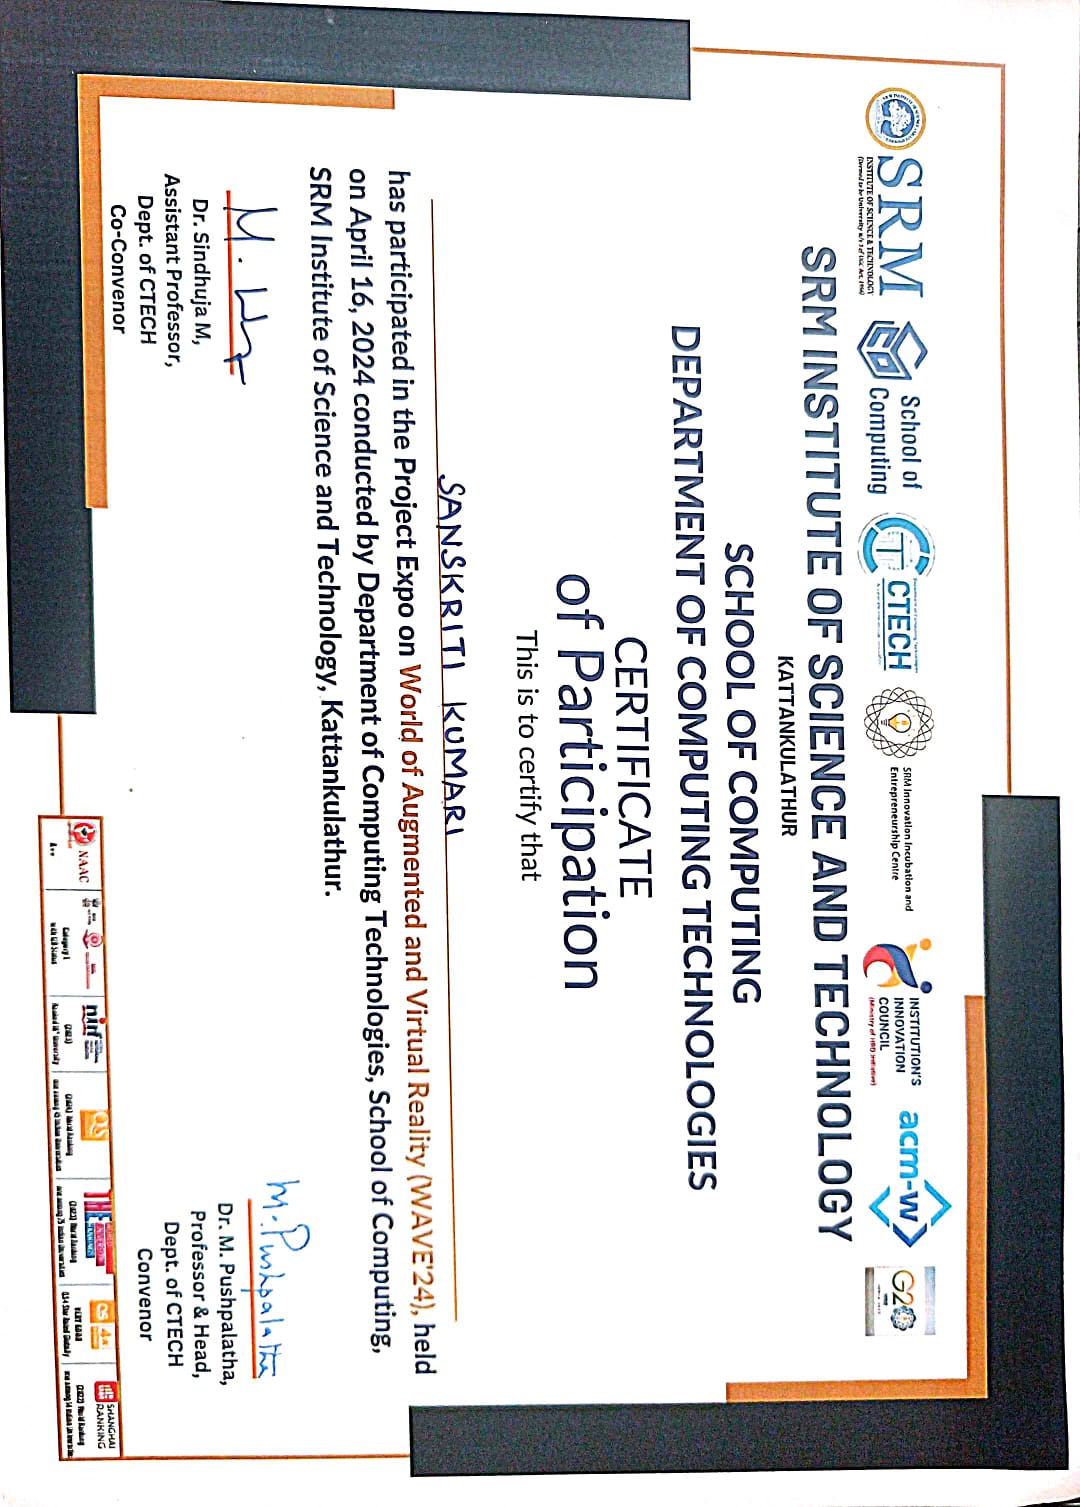 SRM
INSTITUTE OF SCIENCE & TECHNOLOGY
(Deemed to be University u/s 3 of UGC Act, 1956)
School of
Computing
CTECH
SRM Innovation Incubation and
Entrepreneurship Centre
INSTITUTION'S
INNOVATION
COUNCIL
(Ministry of HRD Initiative)
acm-w
G20
SRM INSTITUTE OF SCIENCE AND TECHNOLOGY
KATTANKULATHUR
SCHOOL OF COMPUTING
DEPARTMENT OF COMPUTING TECHNOLOGIES
CERTIFICATE
of Participation
This is to certify that
SANSKRITI KUMARI
has participated in the Project Expo on World of Augmented and Virtual Reality (WAVE'24), held
on April 16, 2024 conducted by Department of Computing Technologies, School of Computing,
SRM Institute of Science and Technology, Kattankulathur.
Dr. Sindhuja M,
Assistant Professor,
Dept. of CTECH
Co-Convenor
M. Pushpalatha
Dr. M. Pushpalatha,
Professor & Head,
Dept. of CTECH
Convenor
NAAC
A++
Category I
nirf
(2023)
QS
THE
QS 4★
SHANGHAI
RANKING